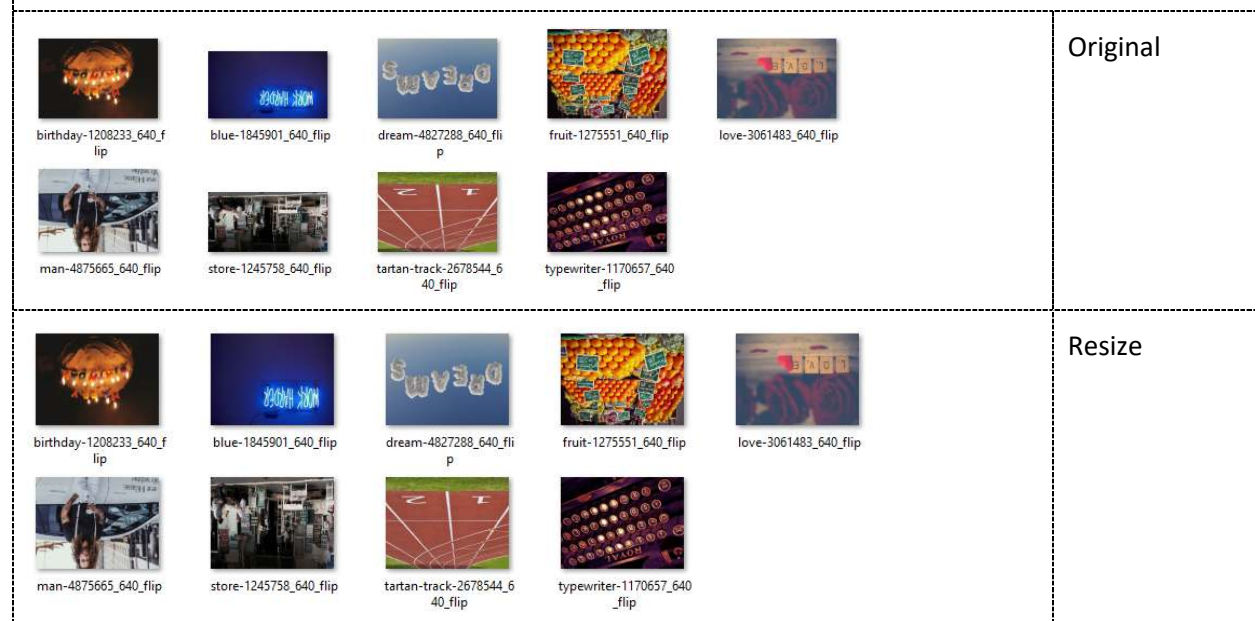 Original
birthday-1208233_640_f
lip
blue-1845901_640_flip
dream-4827288_640_fli
p
fruit-1275551_640_flip
love-3061483_640_flip
man-4875665_640_flip
store-1245758_640_flip
tartan-track-2678544_6
40_flip
typewriter-1170657_640
_flip
Resize
birthday-1208233_640_f
lip
blue-1845901_640_flip
dream-4827288_640_fli
p
fruit-1275551_640_flip
love-3061483_640_flip
man-4875665_640_flip
store-1245758_640_flip
tartan-track-2678544_6
40_flip
typewriter-1170657_640
_flip